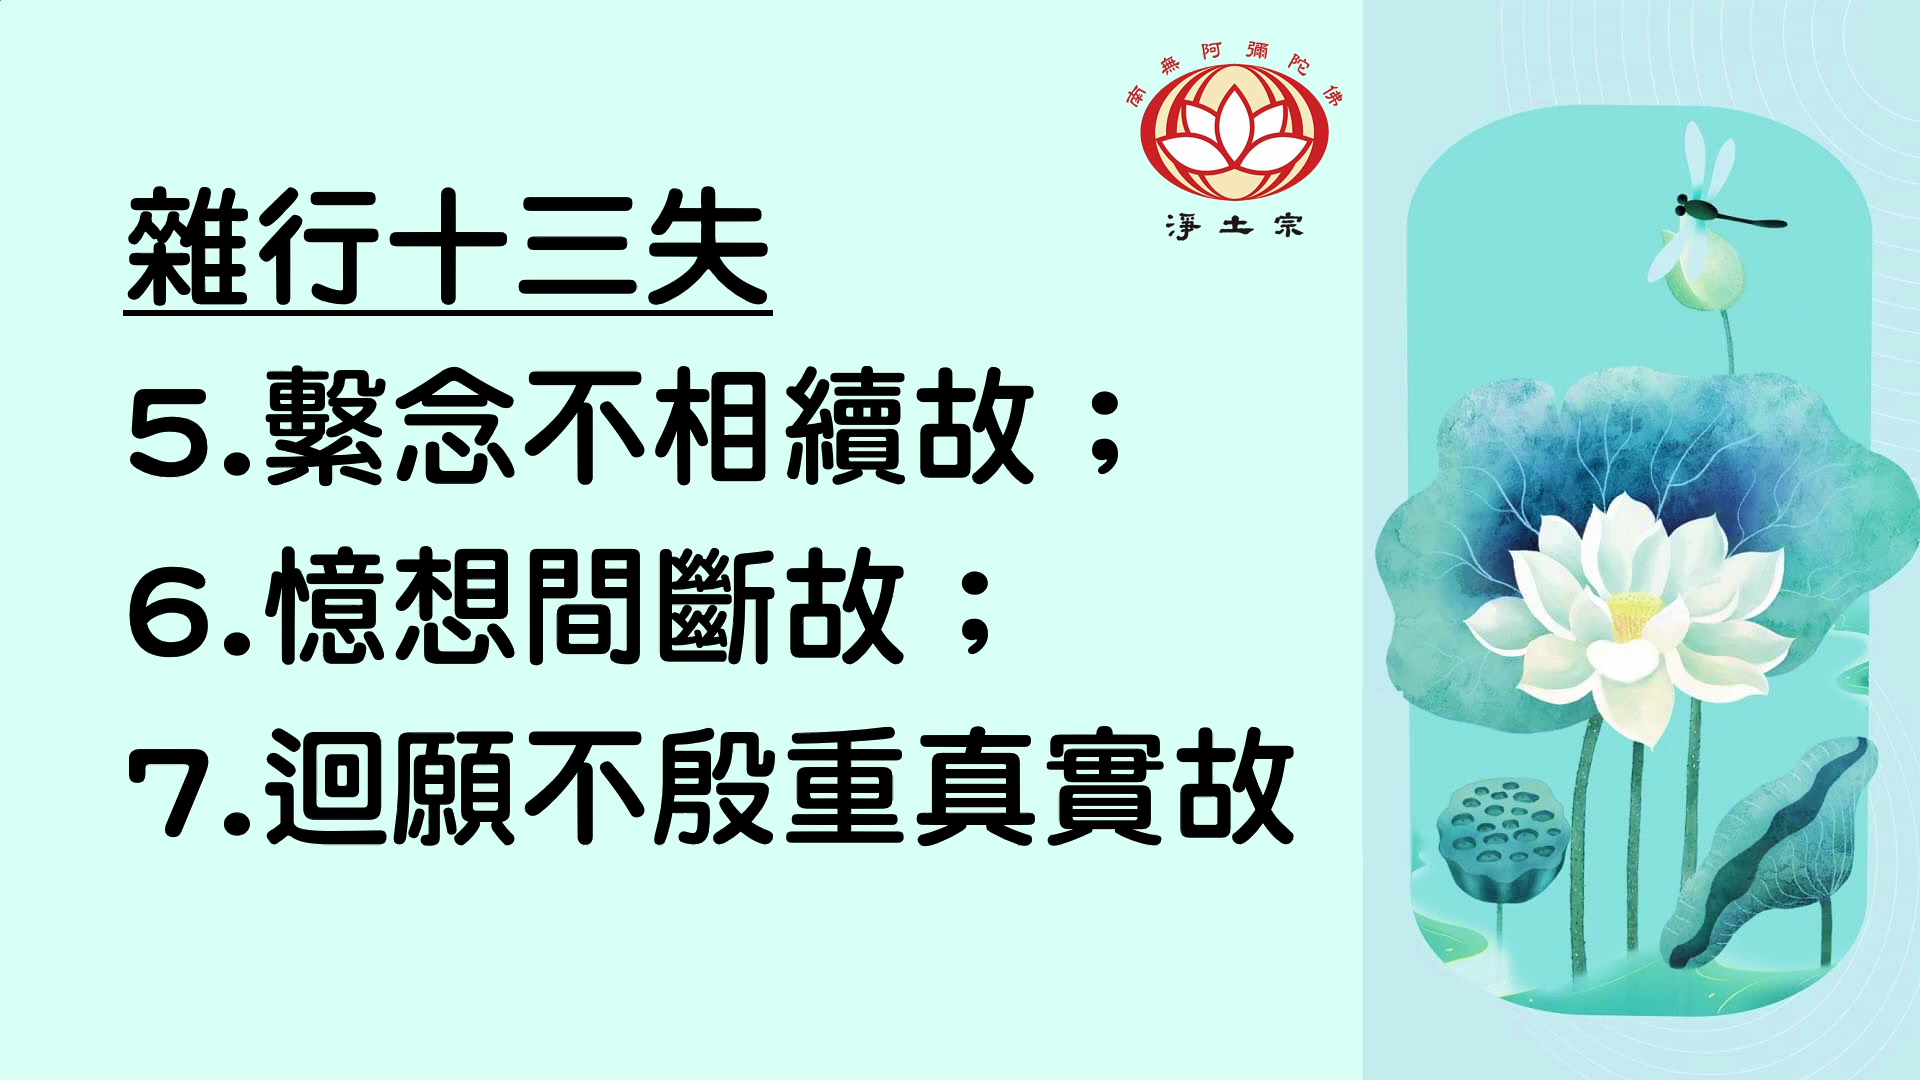 南無阿彌陀佛
淨土宗
雜行十三失
5.繫念不相續故；
6.憶想間斷故；
7.迴願不殷重真實故